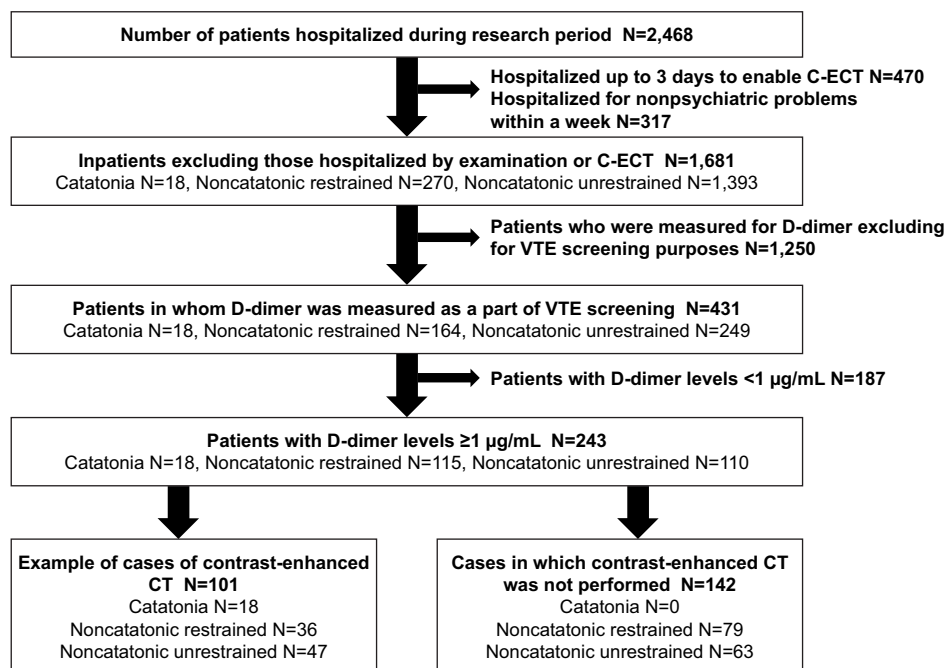 Number of patients hospitalized during research period N=2,468
Hospitalized up to 3 days to enable C-ECT N=470
Hospitalized for nonpsychiatric problems
within a week N=317
Inpatients excluding those hospitalized by examination or C-ECT N=1,681
Catatonia N=18, Noncatatonic restrained N=270, Noncatatonic unrestrained N=1,393
Patients who were measured for D-dimer excluding
for VTE screening purposes N=1,250
Patients in whom D-dimer was measured as a part of VTE screening N=431
Catatonia N=18, Noncatatonic restrained N=164, Noncatatonic unrestrained N=249
Patients with D-dimer levels <1 µg/mL N=187
Patients with D-dimer levels ≥1 µg/mL N=243
Catatonia N=18, Noncatatonic restrained N=115, Noncatatonic unrestrained N=110
Example of cases of contrast-enhanced
CT N=101
Catatonia N=18
Noncatatonic restrained N=36
Noncatatonic unrestrained N=47
Cases in which contrast-enhanced CT
was not performed N=142
Catatonia N=0
Noncatatonic restrained N=79
Noncatatonic unrestrained N=63